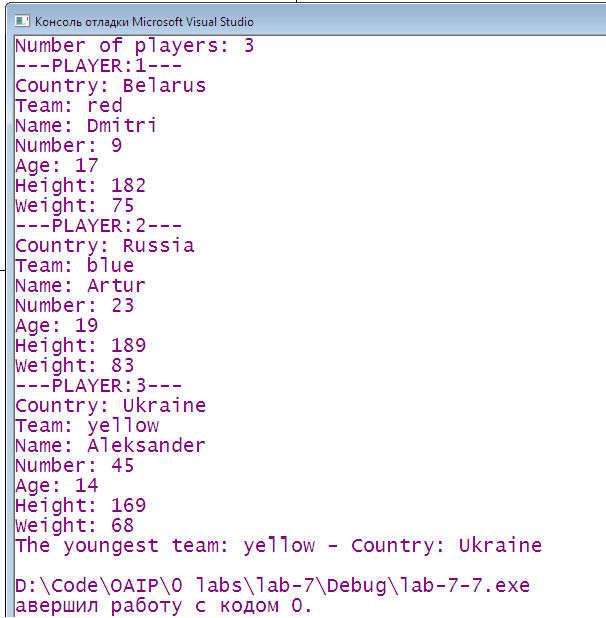 Консоль отладки Microsoft Visual Studio
Number of players: 3
---PLAYER:1---
Country: Belarus
Team: red
Name: Dmitri
Number: 9
Age: 17
Height: 182
Weight: 75
---PLAYER:2---
Country: Russia
Team: blue
Name: Artur
Number: 23
Age: 19
Height: 189
Weight: 83
---PLAYER:3---
Country: Ukraine
Team: yellow
Name: Aleksander
Number: 45
Age: 14
Height: 169
Weight: 68
The youngest team: yellow - Country: Ukraine
D:\Code\OAIP\0 labs\lab-7\Debug\lab-7-7.exe
авершил работу с кодом 0.